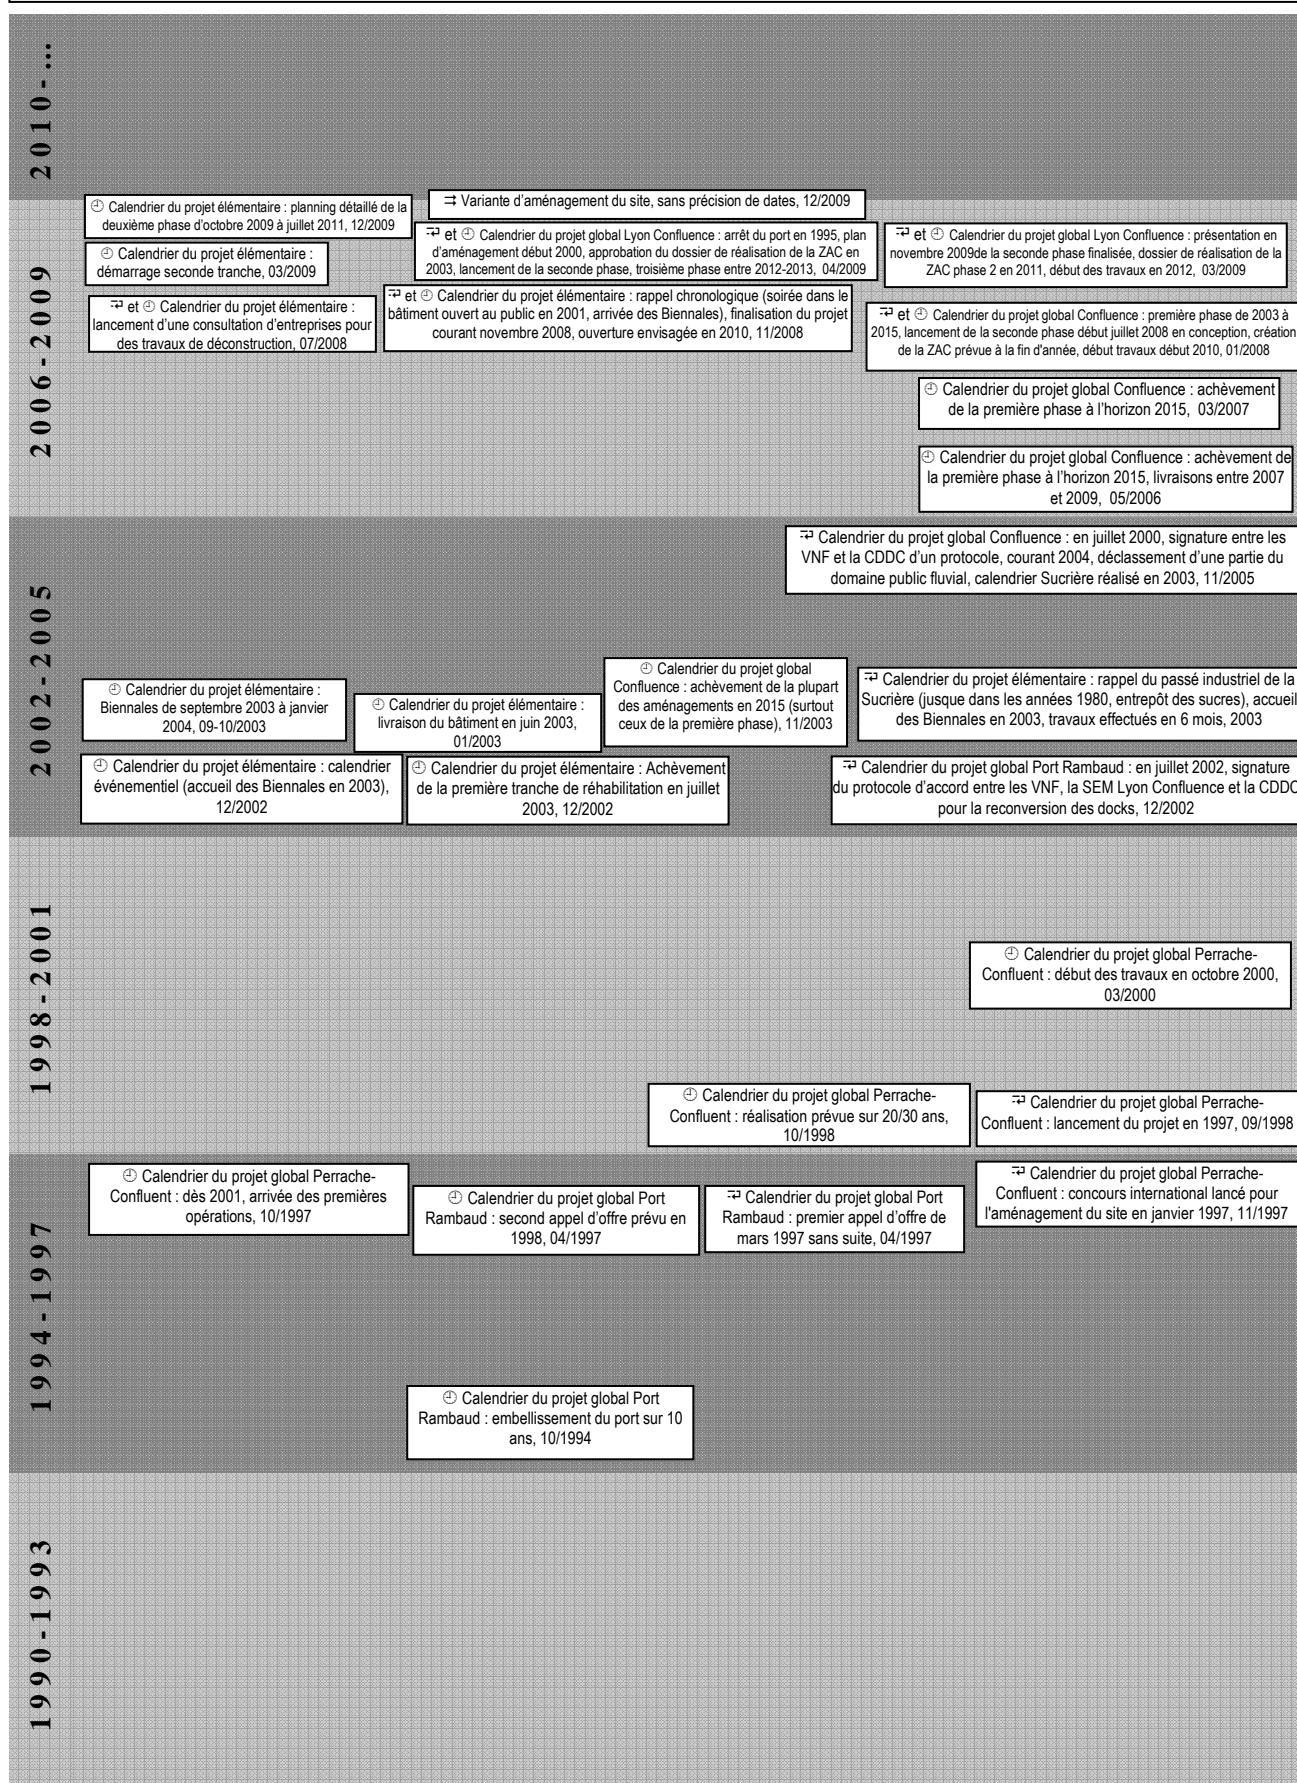 2010-...
⇉ Variante d'aménagement du site, sans précision de dates, 12/2009
🕘 Calendrier du projet élémentaire : planning détaillé de la
deuxième phase d'octobre 2009 à juillet 2011, 12/2009
et 🕘 Calendrier du projet global Lyon Confluence : arrêt du port en 1995, plan
d'aménagement début 2000, approbation du dossier de réalisation de la ZAC en
2003, lancement de la seconde phase, troisième phase entre 2012-2013, 04/2009
et 🕘 Calendrier du projet global Lyon Confluence : présentation en
novembre 2009de la seconde phase finalisée, dossier de réalisation de la
ZAC phase 2 en 2011, début des travaux en 2012, 03/2009
2006-2009
🕘 Calendrier du projet élémentaire :
démarrage seconde tranche, 03/2009
et 🕘 Calendrier du projet élémentaire :
lancement d'une consultation d'entreprises pour
des travaux de déconstruction, 07/2008
et 🕘 Calendrier du projet élémentaire : rappel chronologique (soirée dans le
bâtiment ouvert au public en 2001, arrivée des Biennales), finalisation du projet
courant novembre 2008, ouverture envisagée en 2010, 11/2008
et 🕘 Calendrier du projet global Confluence : première phase de 2003 à
2015, lancement de la seconde phase début juillet 2008 en conception, création
de la ZAC prévue à la fin d'année, début travaux début 2010, 01/2008
🕘 Calendrier du projet global Confluence : achèvement
de la première phase à l'horizon 2015, 03/2007
🕘 Calendrier du projet global Confluence : achèvement de
la première phase à l'horizon 2015, livraisons entre 2007
et 2009, 05/2006
2002-2005
Calendrier du projet global Confluence : en juillet 2000, signature entre les
VNF et la CDDC d'un protocole, courant 2004, déclassement d'une partie du
domaine public fluvial, calendrier Sucrière réalisé en 2003, 11/2005
🕘 Calendrier du projet élémentaire :
Biennales de septembre 2003 à janvier
2004, 09-10/2003
🕘 Calendrier du projet élémentaire :
livraison du bâtiment en juin 2003,
01/2003
🕘 Calendrier du projet global
Confluence : achèvement de la plupart
des aménagements en 2015 (surtout
ceux de la première phase), 11/2003
Calendrier du projet élémentaire : rappel du passé industriel de la
Sucrière (jusque dans les années 1980, entrepôt des sucres), accueil
des Biennales en 2003, travaux effectués en 6 mois, 2003
🕘 Calendrier du projet élémentaire : calendrier
événementiel (accueil des Biennales en 2003),
12/2002
🕘 Calendrier du projet élémentaire : Achèvement
de la première tranche de réhabilitation en juillet
2003, 12/2002
Calendrier du projet global Port Rambaud : en juillet 2002, signature
du protocole d'accord entre les VNF, la SEM Lyon Confluence et la CDDC
pour la reconversion des docks, 12/2002
1998-2001
🕘 Calendrier du projet global Perrache-
Confluent : début des travaux en octobre 2000,
03/2000
🕘 Calendrier du projet global Perrache-
Confluent : réalisation prévue sur 20/30 ans,
10/1998
Calendrier du projet global Perrache-
Confluent : lancement du projet en 1997, 09/1998
1994-1997
🕘 Calendrier du projet global Perrache-
Confluent : dès 2001, arrivée des premières
opérations, 10/1997
🕘 Calendrier du projet global Port
Rambaud : second appel d'offre prévu en
1998, 04/1997
Calendrier du projet global Port
Rambaud : premier appel d'offre de
mars 1997 sans suite, 04/1997
Calendrier du projet global Perrache-
Confluent : concours international lancé pour
l'aménagement du site en janvier 1997, 11/1997
🕘 Calendrier du projet global Port
Rambaud : embellissement du port sur 10
ans, 10/1994
1990-1993